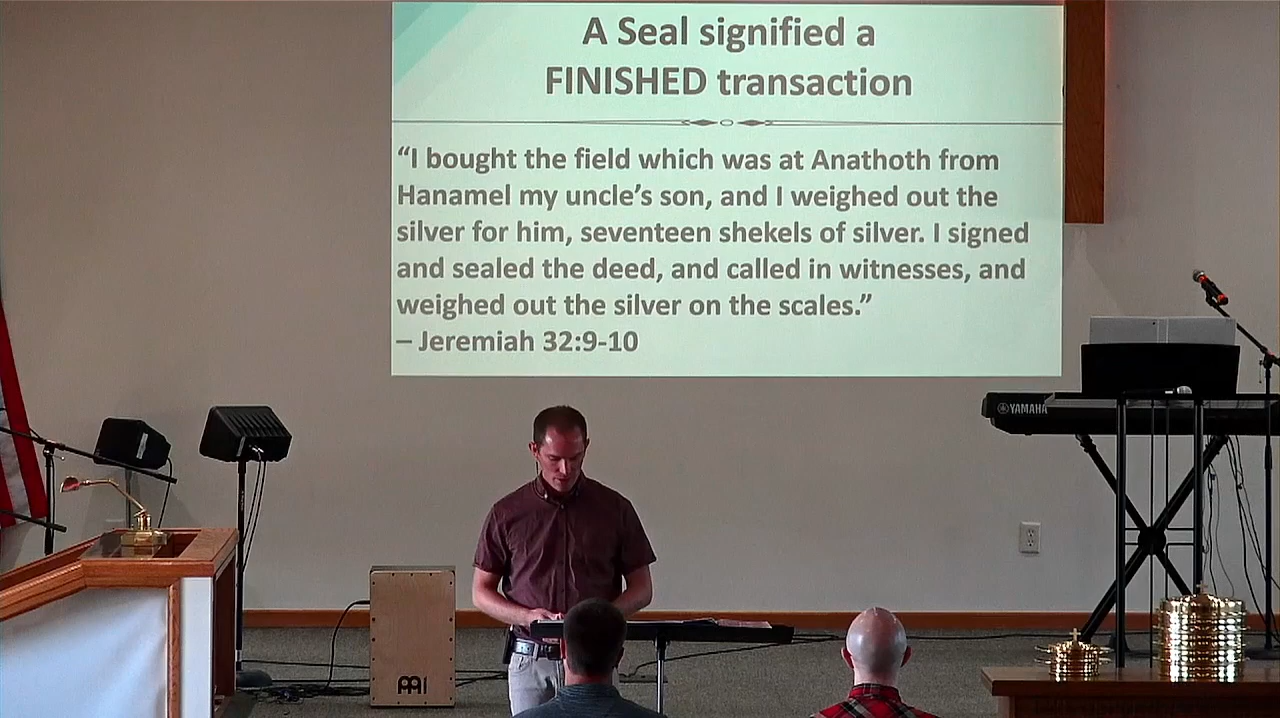 A Seal signified a
FINISHED transaction
“I bought the field which was at Anathoth from
Hanamel my uncle’s son, and I weighed out the
silver for him, seventeen shekels of silver. I signed
and sealed the deed, and called in witnesses, and
weighed out the silver on the scales.”
– Jeremiah 32:9-10
YAMAHA